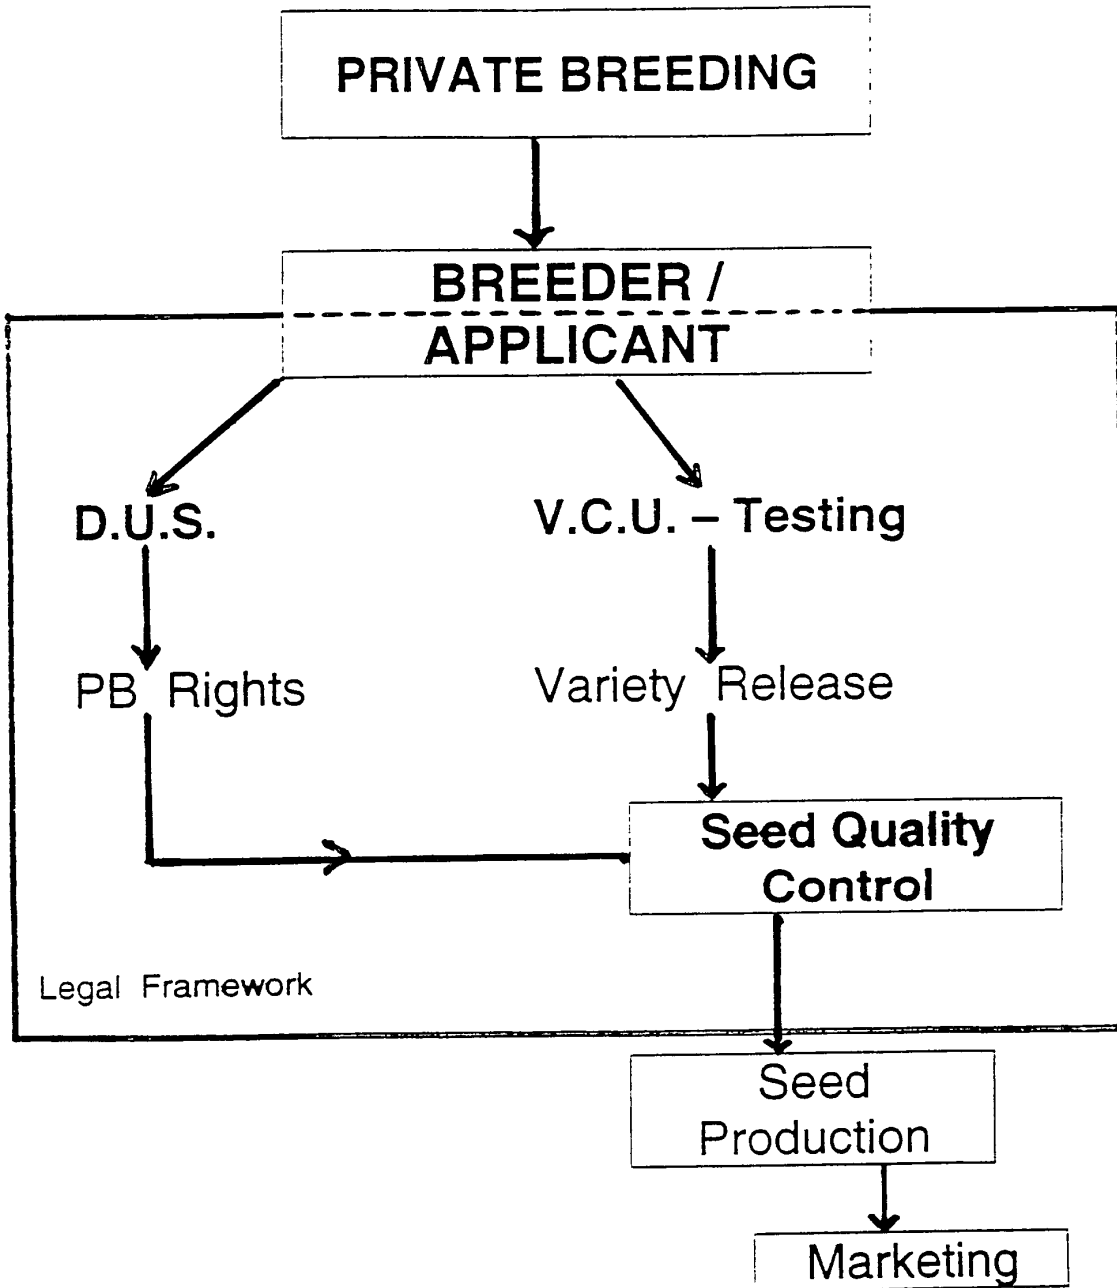 PRIVATE BREEDING
BREEDER /
APPLICANT
D.U.S.
V.C.U. – Testing
PB Rights
Variety Release
Seed Quality
Control
Legal Framework
Seed
Production
Marketing